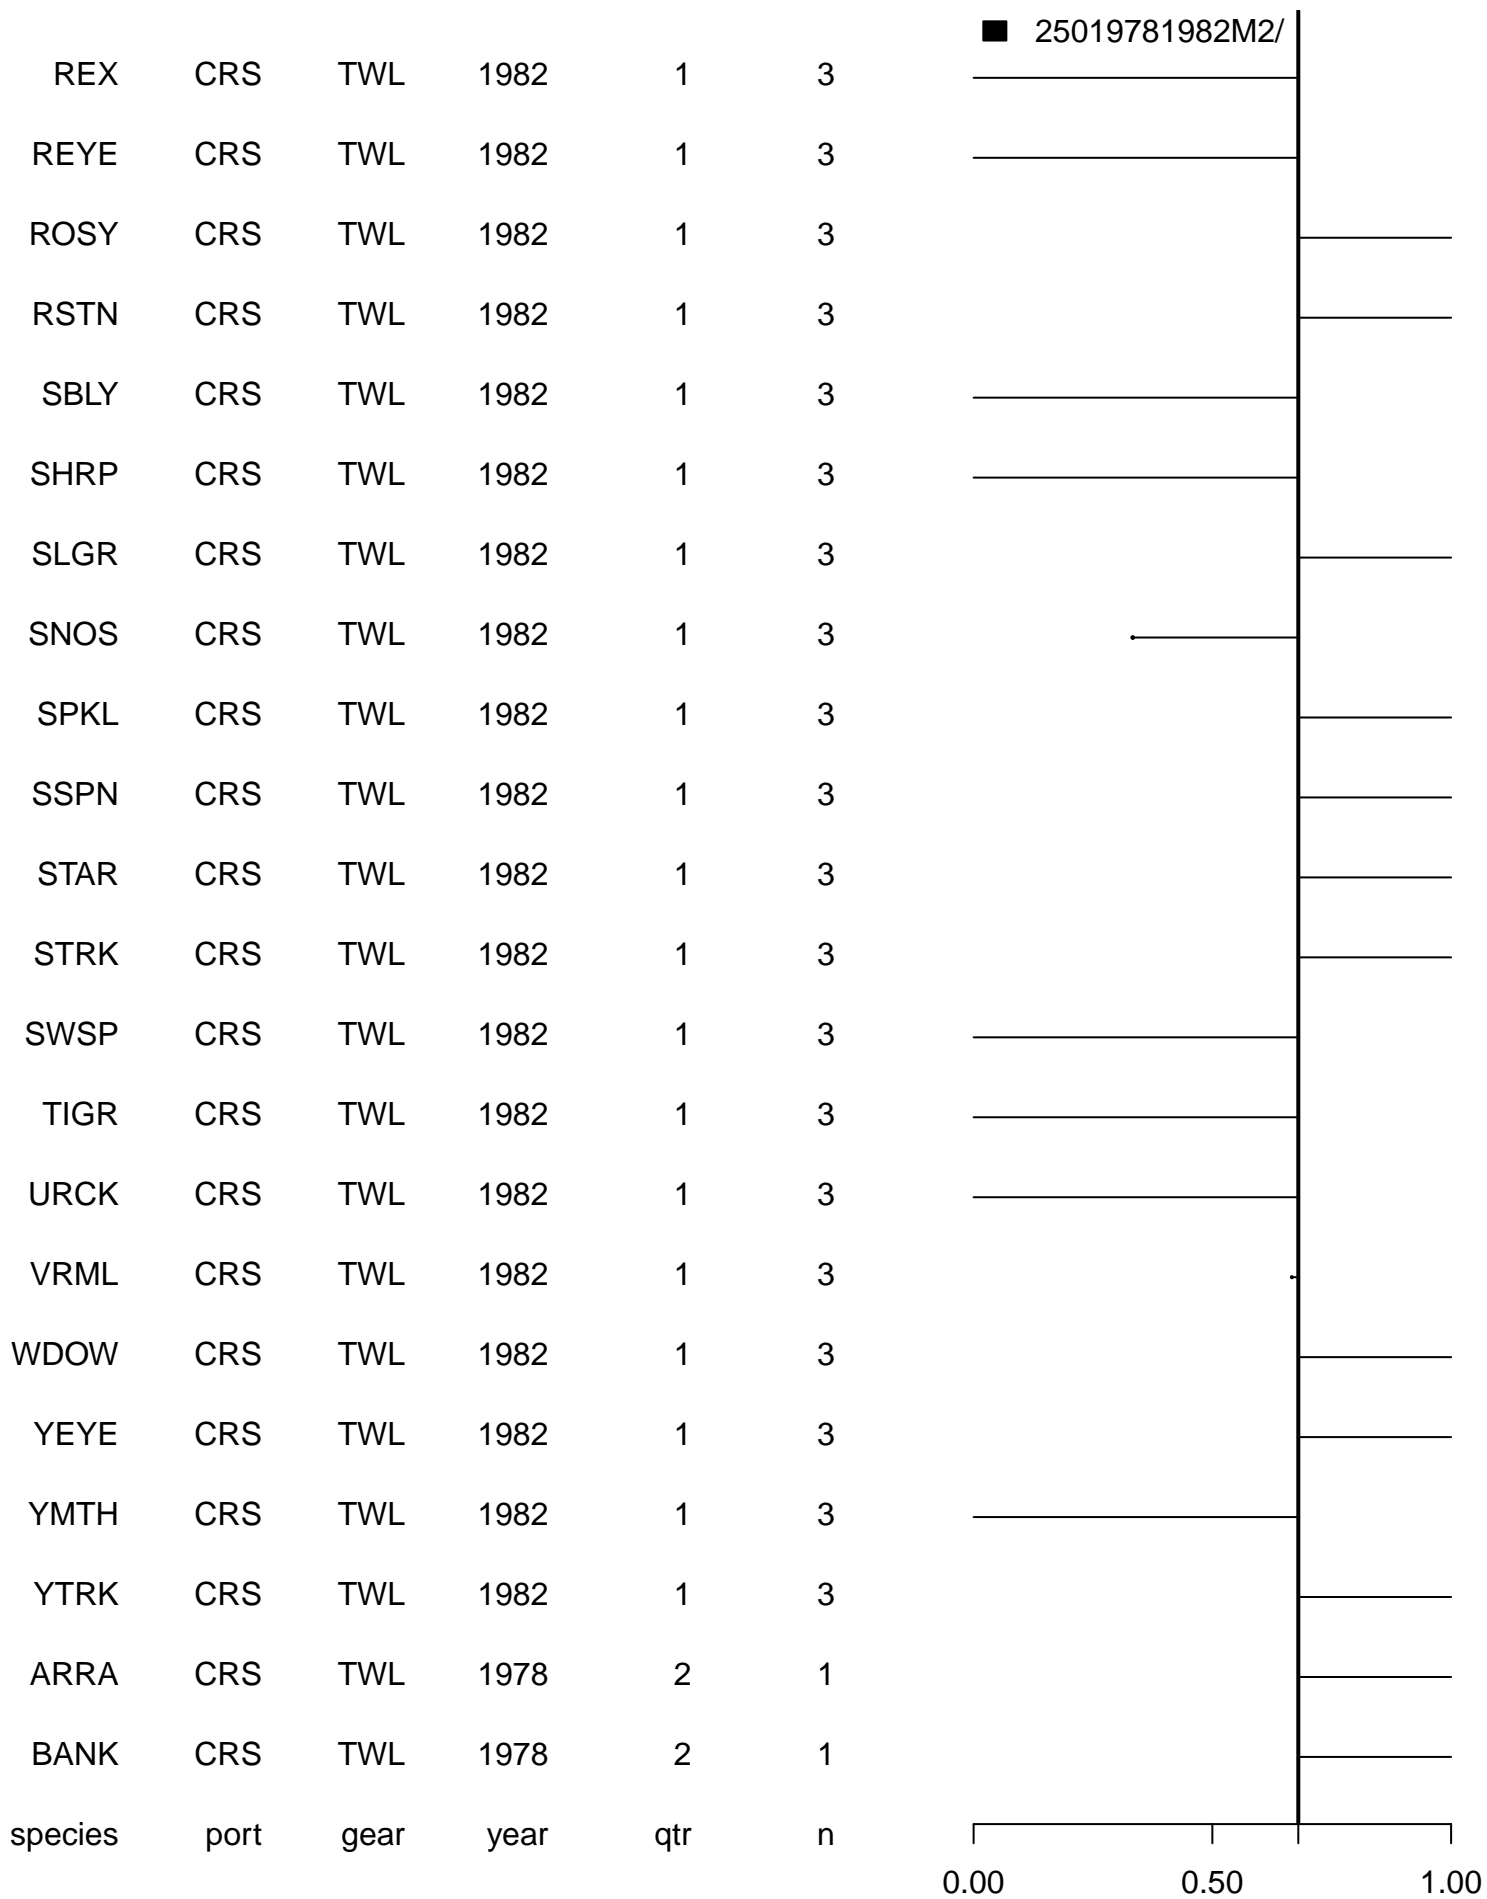 25019781982M2/
REX CRS TWL 1982 1 3
REYE CRS TWL 1982 1 3
ROSY CRS TWL 1982 1 3
RSTN CRS TWL 1982 1 3
SBLY CRS TWL 1982 1 3
SHRP CRS TWL 1982 1 3
SLGR CRS TWL 1982 1 3
SNOS CRS TWL 1982 1 3
SPKL CRS TWL 1982 1 3
SSPN CRS TWL 1982 1 3
STAR CRS TWL 1982 1 3
STRK CRS TWL 1982 1 3
SWSP CRS TWL 1982 1 3
TIGR CRS TWL 1982 1 3
URCK CRS TWL 1982 1 3
VRML CRS TWL 1982 1 3
WDOW CRS TWL 1982 1 3
YEYE CRS TWL 1982 1 3
YMTH CRS TWL 1982 1 3
YTRK CRS TWL 1982 1 3
ARRA CRS TWL 1978 2 1
BANK CRS TWL 1978 2 1
species port gear year qtr n
0.00 0.50 1.00